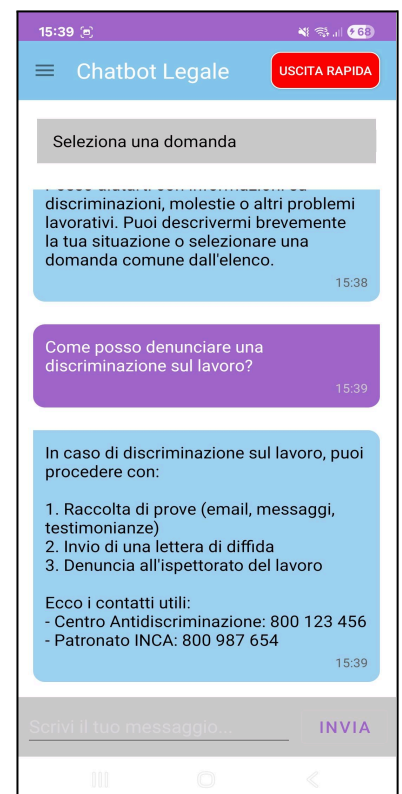 15:39
68
Chatbot Legale
USCITA RAPIDA
Seleziona una domanda
discriminazioni, molestie o altri problemi
lavorativi. Puoi descrivermi brevemente
la tua situazione o selezionare una
domanda comune dall'elenco.
15:38
Come posso denunciare una
discriminazione sul lavoro?
15:39
In caso di discriminazione sul lavoro, puoi
procedere con:
1. Raccolta di prove (email, messaggi,
testimonianze)
2. Invio di una lettera di diffida
3. Denuncia all'ispettorato del lavoro
Ecco i contatti utili:
- Centro Antidiscriminazione: 800 123 456
- Patronato INCA: 800 987 654
15:39
Scrivi il tuo messaggio...
INVIA